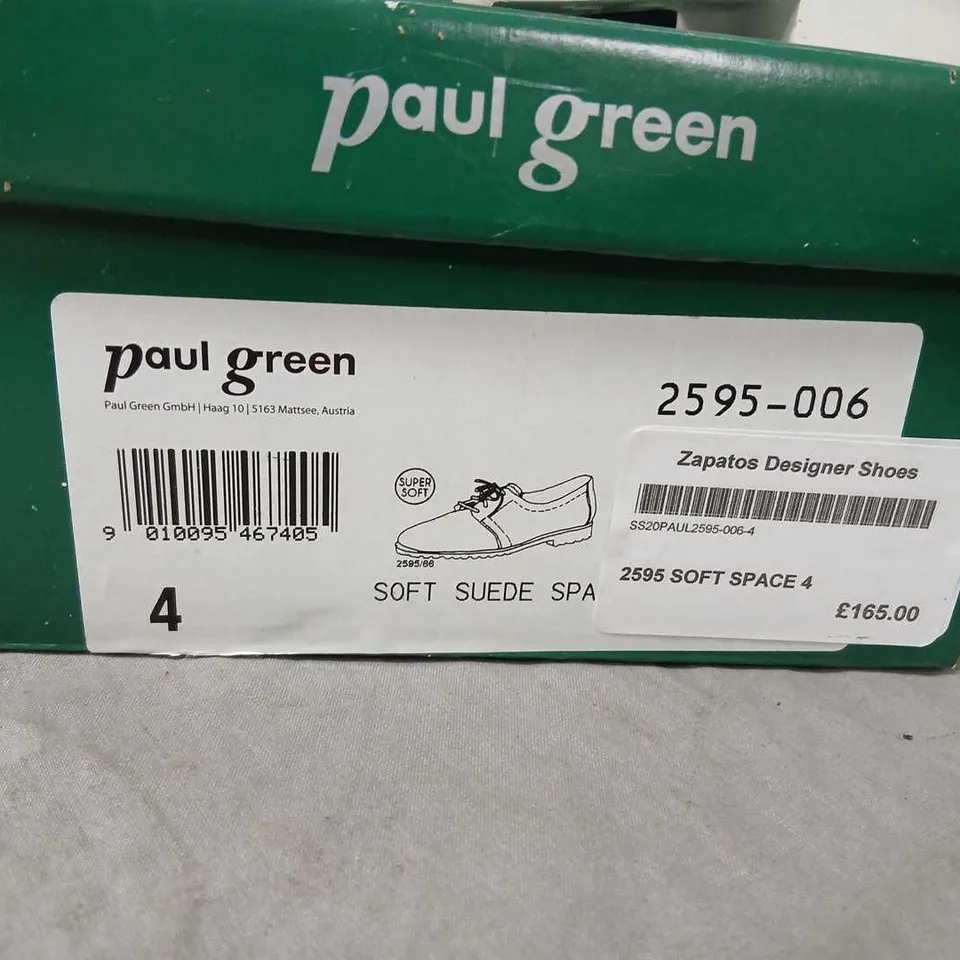 paul green
paul green
Paul Green GmbH | Haag 10 | 5163 Mattsee, Austria
2595-006
9 010095 467405
4
SUPER
SOFT
2595/66
SOFT SUEDE SPA
Zapatos Designer Shoes
SS20PAUL2595-006-4
2595 SOFT SPACE 4
£165.00